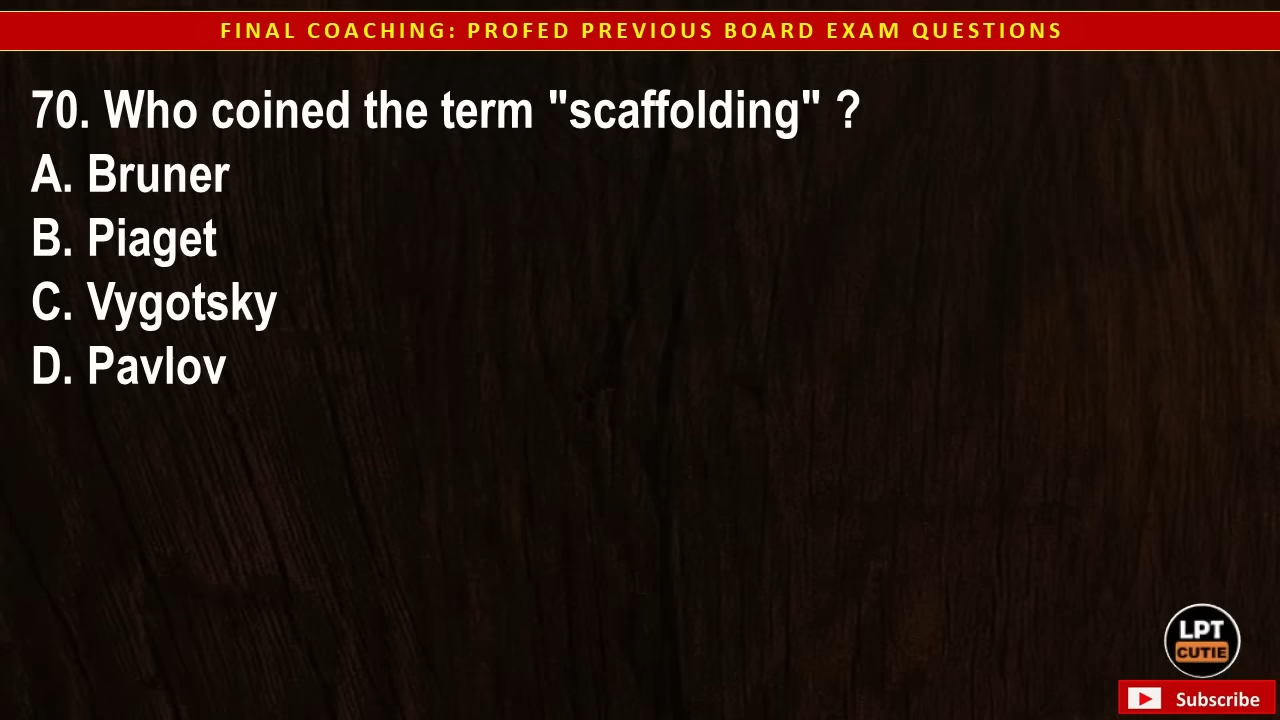 FINAL COACHING: PROFED PREVIOUS BOARD EXAM QUESTIONS
70. Who coined the term "scaffolding" ?
A. Bruner
B. Piaget
C. Vygotsky
D. Pavlov
LPT
CUTIE
Subscribe